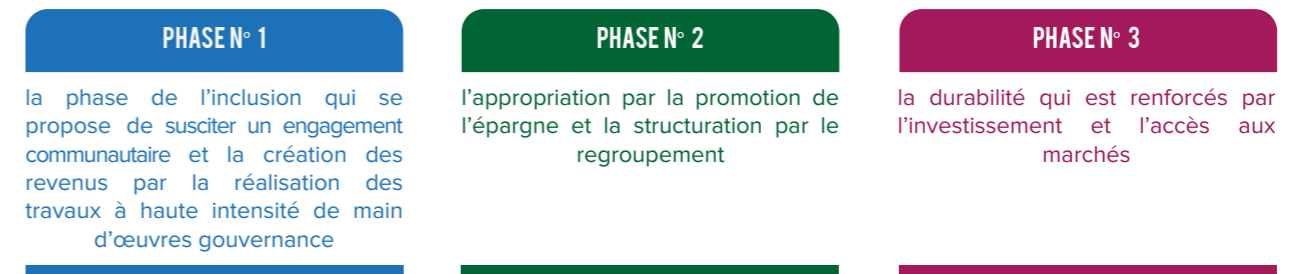 PHASE N° 1
la phase de l'inclusion qui se
propose de susciter un engagement
communautaire et la création des
revenus par la réalisation des
travaux à haute intensité de main
d'œuvres gouvernance
PHASE N° 2
l'appropriation par la promotion de
l'épargne et la structuration par le
regroupement
PHASE N° 3
la durabilité qui est renforcés par
l'investissement et l'accès aux
marchés